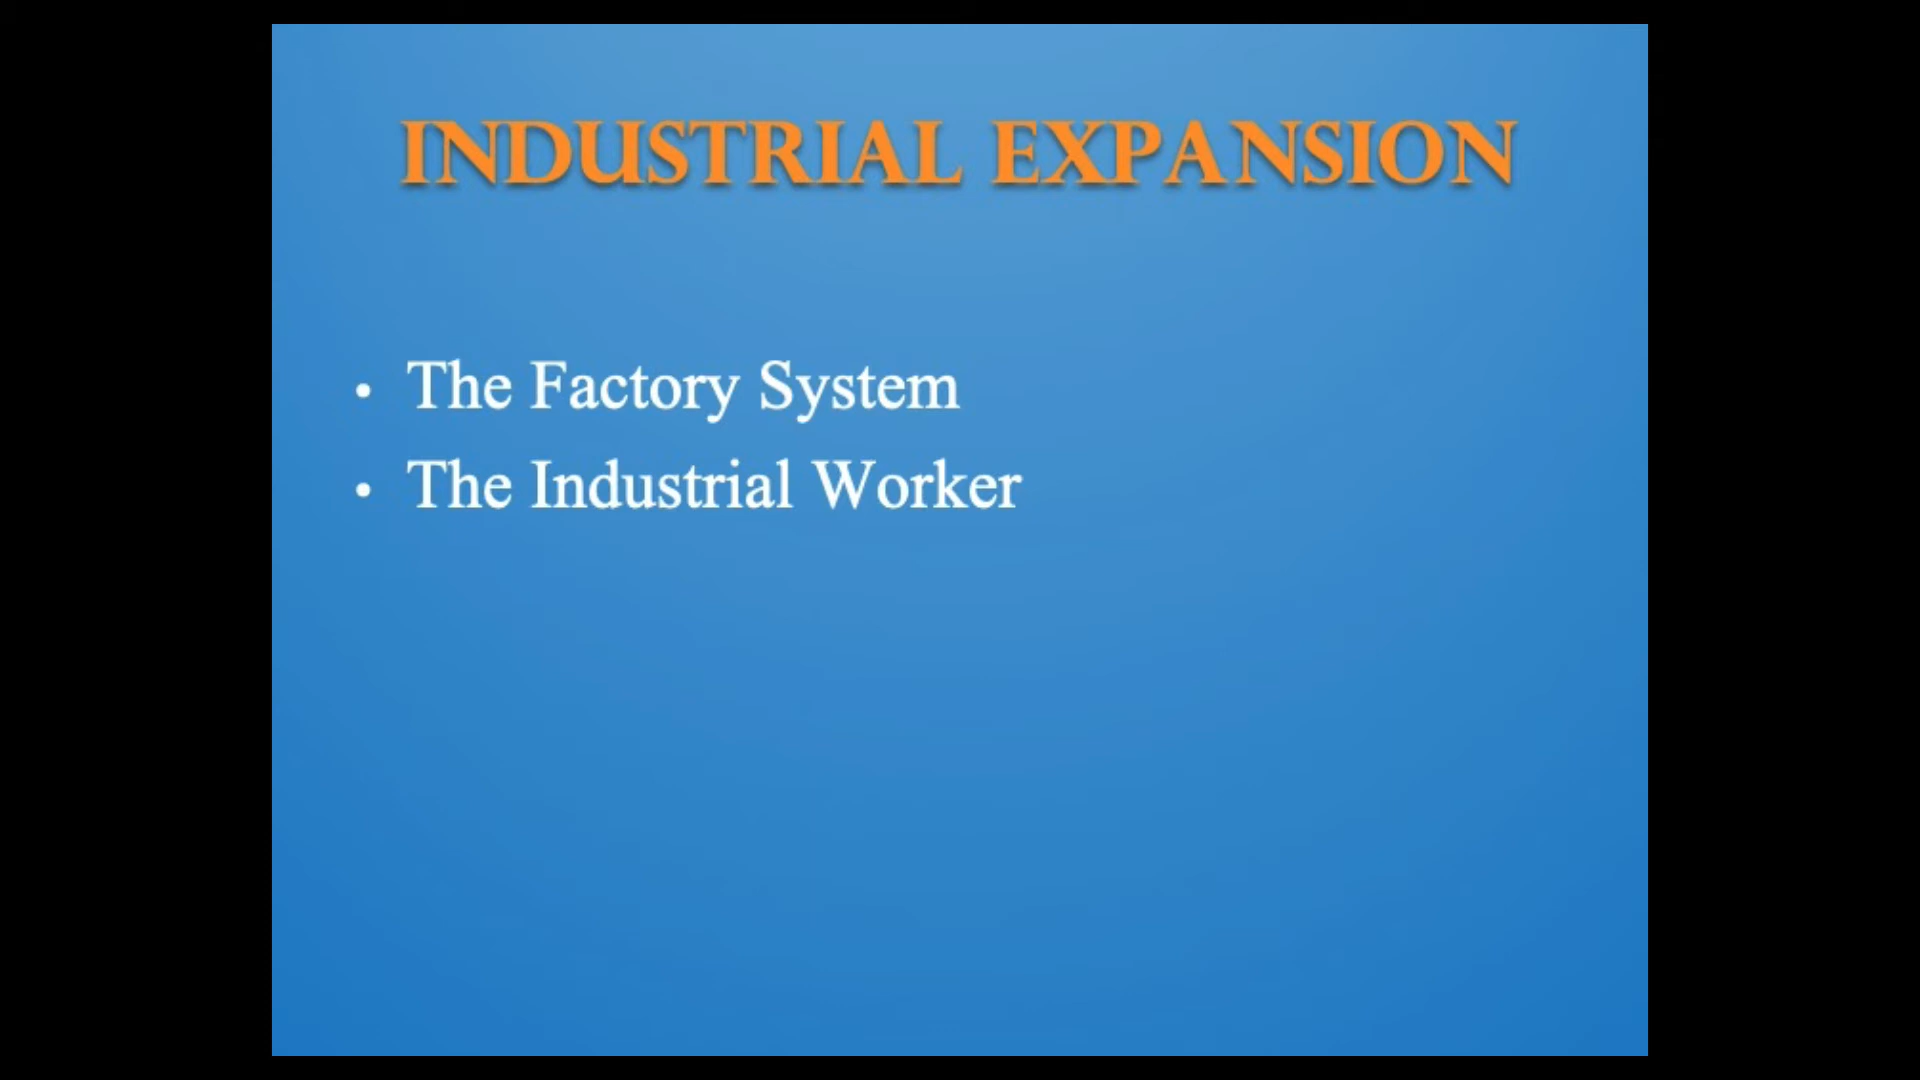 INDUSTRIAL EXPANSION
• The Factory System
• The Industrial Worker